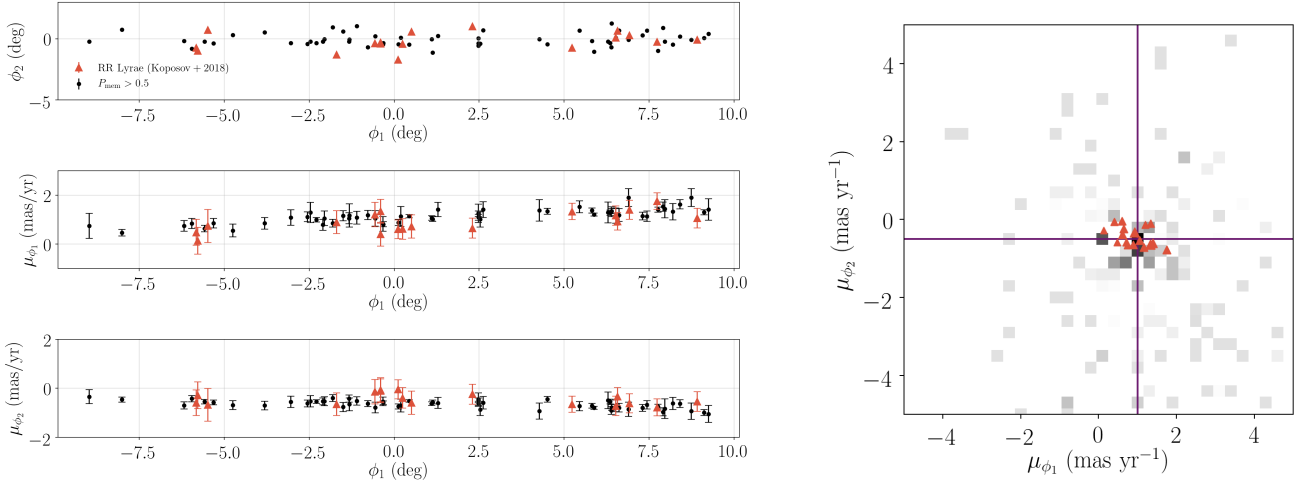 0
−5
ϕ2 (deg)
RR Lyrae (Koposov + 2018)
Pmem > 0.5
−7.5 −5.0 −2.5 0.0 2.5 5.0 7.5 10.0
ϕ1 (deg)
2
0
μϕ1 (mas/yr)
−7.5 −5.0 −2.5 0.0 2.5 5.0 7.5 10.0
ϕ1 (deg)
2
0
−2
μϕ2 (mas/yr)
−7.5 −5.0 −2.5 0.0 2.5 5.0 7.5 10.0
ϕ1 (deg)
4
2
0
−2
−4
μϕ2 (mas yr−1)
−4 −2 0 2 4
μϕ1 (mas yr−1)